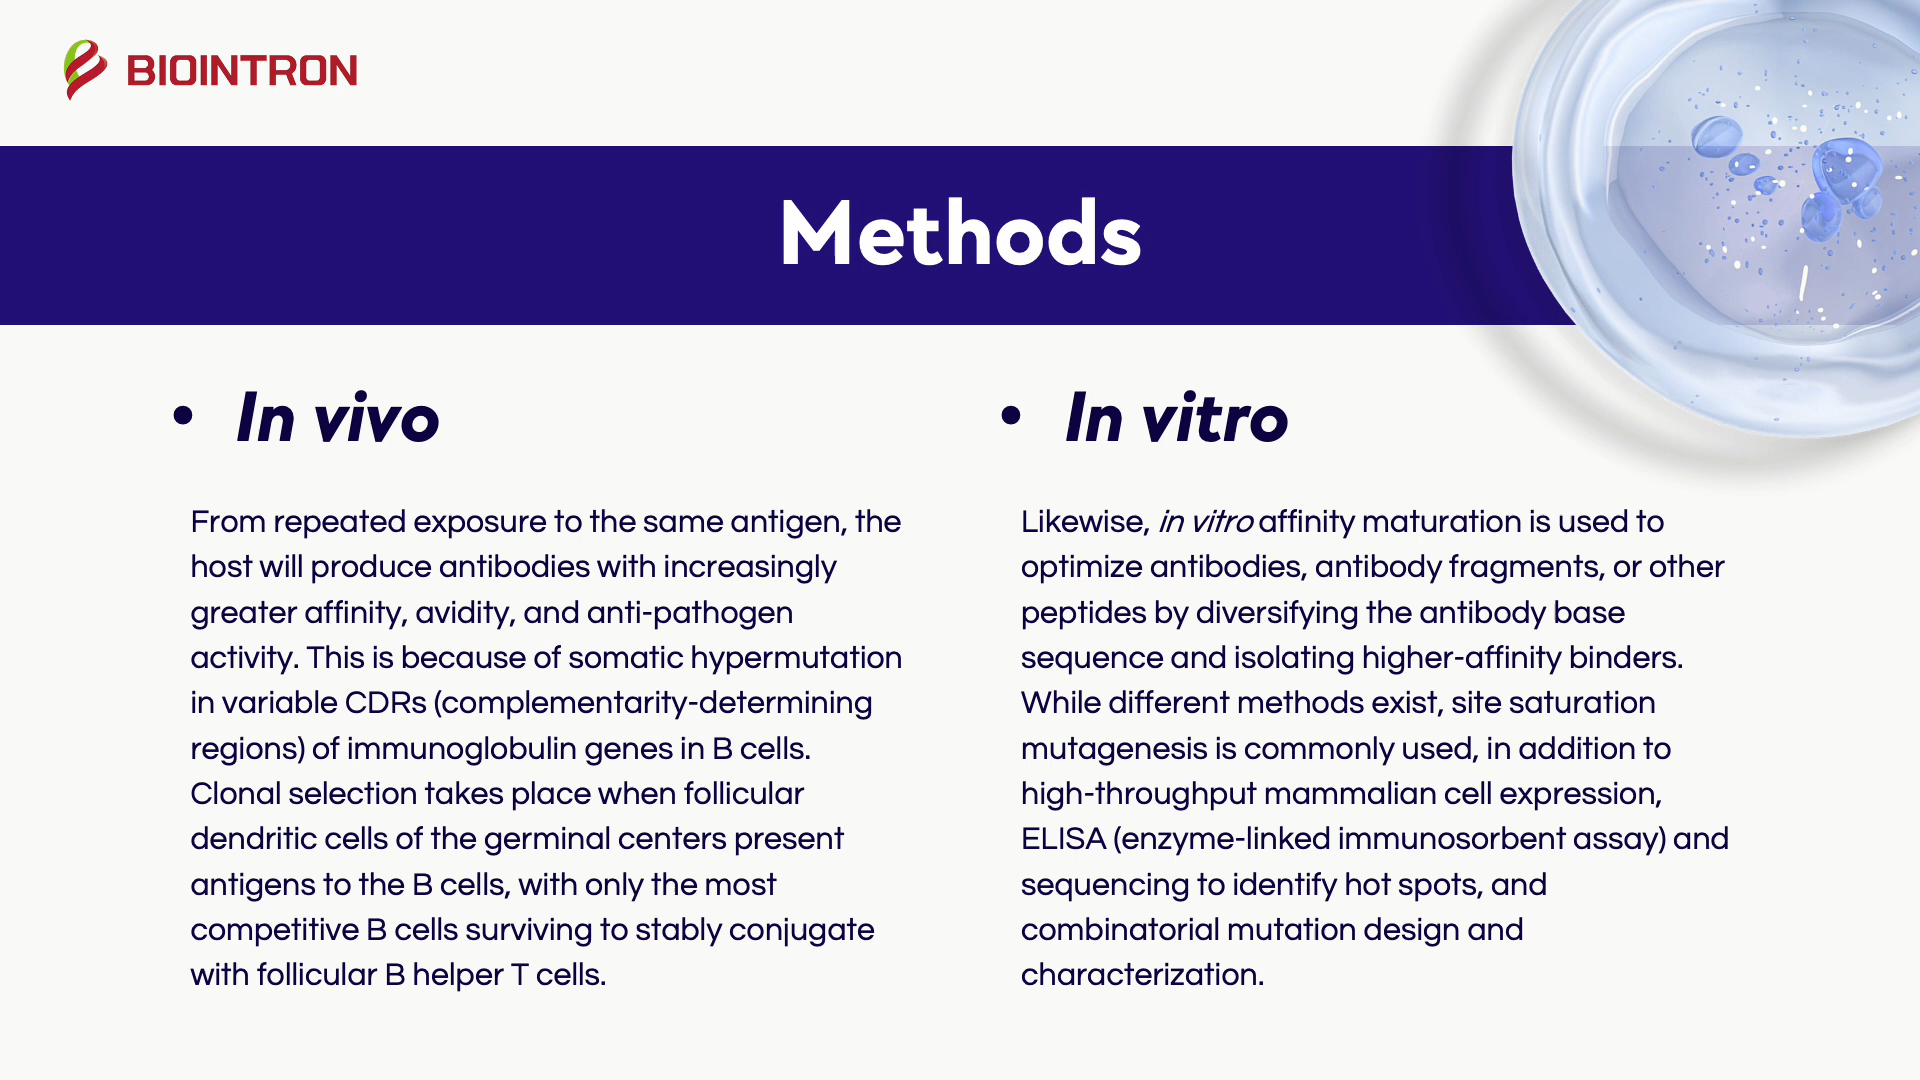 BIOINTRON
Methods
• In vivo
From repeated exposure to the same antigen, the
host will produce antibodies with increasingly
greater affinity, avidity, and anti-pathogen
activity. This is because of somatic hypermutation
in variable CDRs (complementarity-determining
regions) of immunoglobulin genes in B cells.
Clonal selection takes place when follicular
dendritic cells of the germinal centers present
antigens to the B cells, with only the most
competitive B cells surviving to stably conjugate
with follicular B helper T cells.
• In vitro
Likewise, in vitro affinity maturation is used to
optimize antibodies, antibody fragments, or other
peptides by diversifying the antibody base
sequence and isolating higher-affinity binders.
While different methods exist, site saturation
mutagenesis is commonly used, in addition to
high-throughput mammalian cell expression,
ELISA (enzyme-linked immunosorbent assay) and
sequencing to identify hot spots, and
combinatorial mutation design and
characterization.